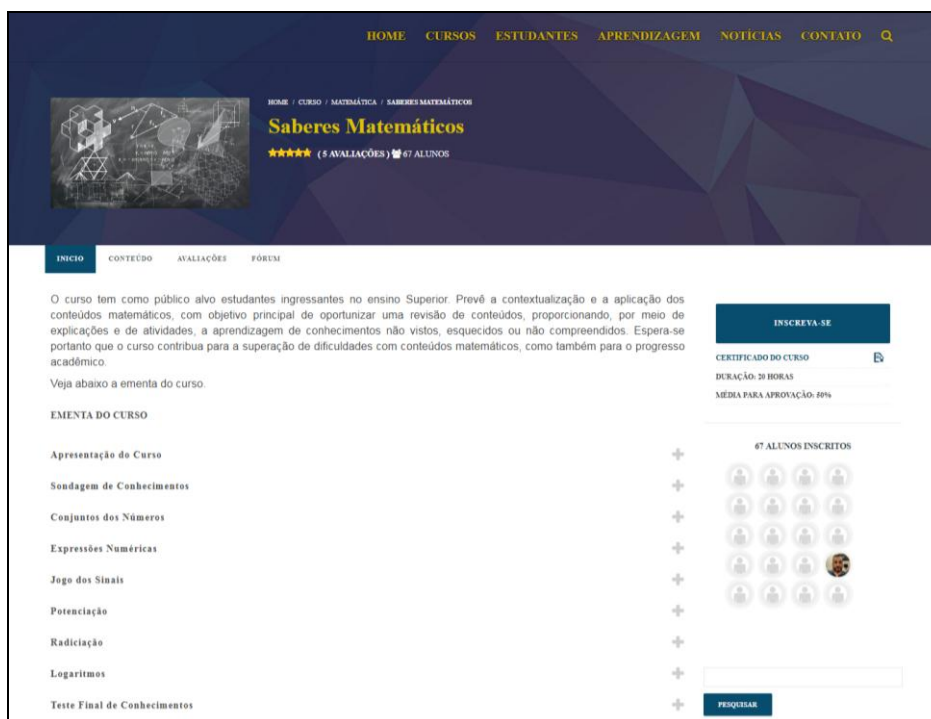 HOME CURSOS ESTUDANTES APRENDIZAGEM NOTÍCIAS CONTATO
HOME / CURSO / MATEMÁTICA / SABERES MATEMÁTICOS
Saberes Matemáticos
( 5 AVALIAÇÕES ) 67 ALUNOS
INICIO CONTEÚDO AVALIAÇÕES FÓRUM
O curso tem como público alvo estudantes ingressantes no ensino Superior. Prevê a contextualização e a aplicação dos
conteúdos matemáticos, com objetivo principal de oportunizar uma revisão de conteúdos, proporcionando, por meio de
explicações e de atividades, a aprendizagem de conhecimentos não vistos, esquecidos ou não compreendidos. Espera-se
portanto que o curso contribua para a superação de dificuldades com conteúdos matemáticos, como também para o progresso
acadêmico.
Veja abaixo a ementa do curso.
EMENTA DO CURSO
Apresentação do Curso
Sondagem de Conhecimentos
Conjuntos dos Números
Expressões Numéricas
Jogo dos Sinais
Potenciação
Radiciação
Logaritmos
Teste Final de Conhecimentos
INSCREVA-SE
CERTIFICADO DO CURSO
DURAÇÃO: 20 HORAS
MÉDIA PARA APROVAÇÃO: 50%
67 ALUNOS INSCRITOS
PESQUISAR